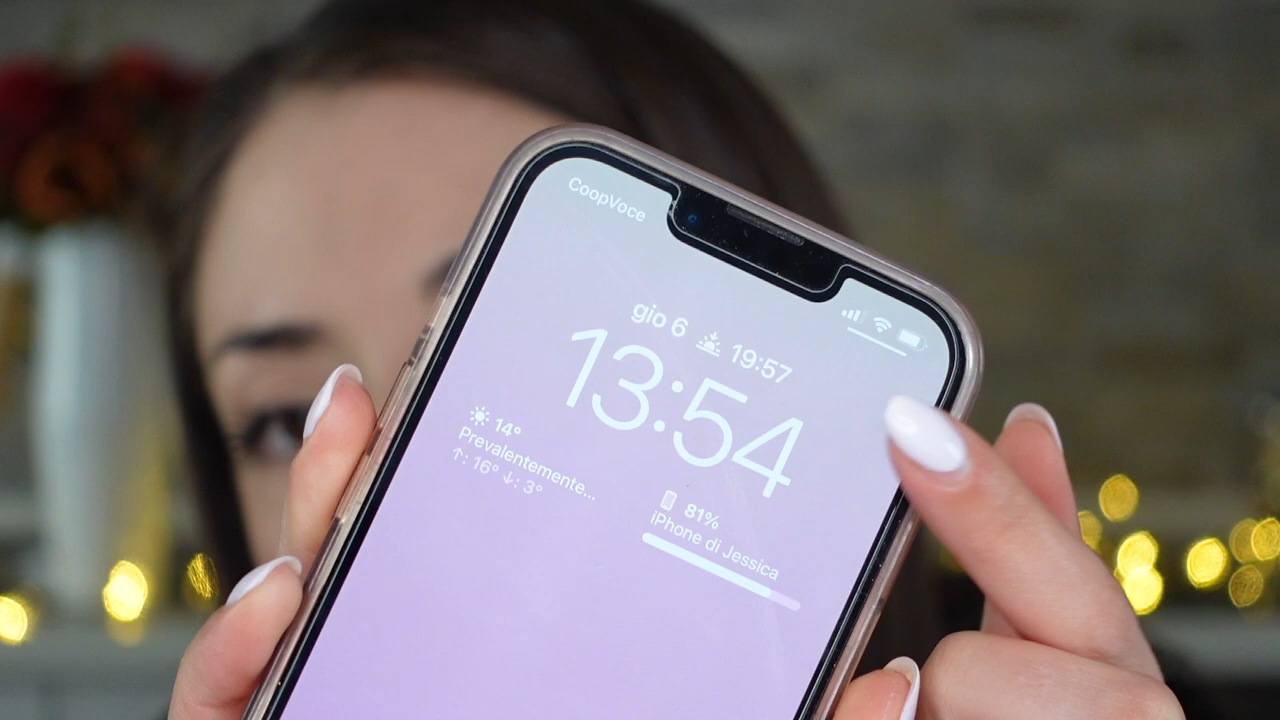 CoopVoce
gio 6 19:57
13:54
14°
Prevalentemente...
↑: 16° ↓: 3°
81%
iPhone di Jessica